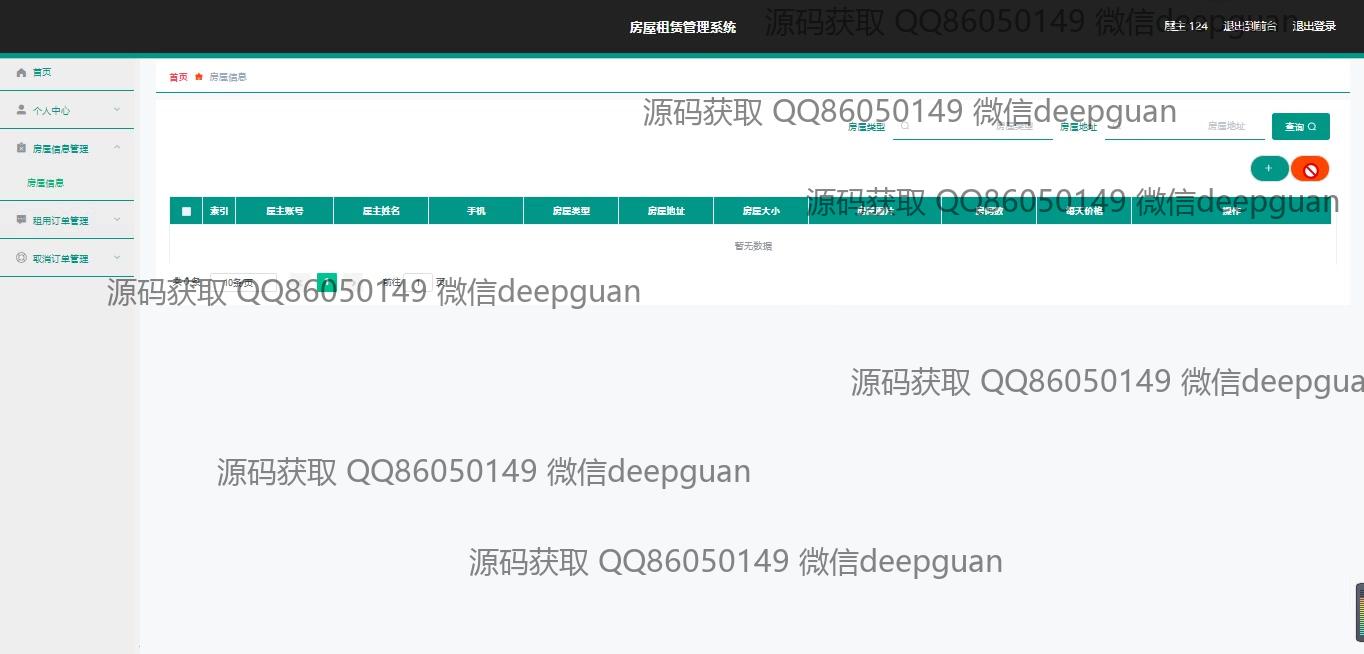 房屋租赁管理系统
屋主 124 退出到前台 退出登录
源码获取 QQ86050149 微信deepguan
首页
个人中心
房屋信息管理
房屋信息
租用订单管理
取消订单管理
首页 房屋信息
源码获取 QQ86050149 微信deepguan
房屋类型 房屋类型 房屋地址 房屋地址 查询
+
源码获取 QQ86050149 微信deepguan
索引 屋主账号 屋主姓名 手机 房屋类型 房屋地址 房屋大小 房屋图片 房间数 每天价格 操作
暂无数据
共 0 条 10条/页 1 前往 1 页
源码获取 QQ86050149 微信deepguan
源码获取 QQ86050149 微信deepgua
源码获取 QQ86050149 微信deepguan
源码获取 QQ86050149 微信deepguan